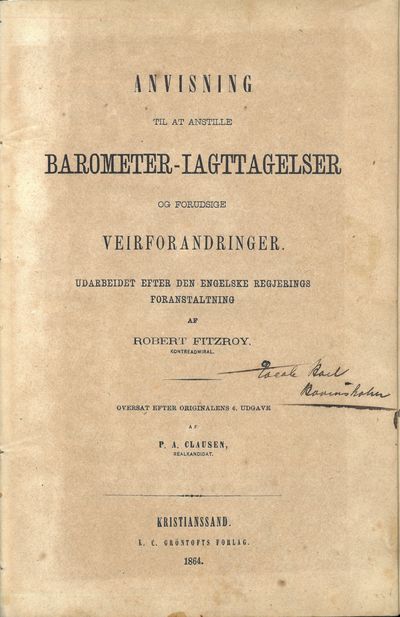 ANVISNING
TIL AT ANSTILLE
BAROMETER-IAGTTAGELSER
OG FORUDSIGE
VEIRFORANDRINGER.
UDARBEIDET EFTER DEN ENGELSKE REGJERINGS
FORANSTALTNING
AF
ROBERT FITZROY.
KONTREADMIRAL.
OVERSAT EFTER ORIGINALENS 4. UDGAVE
AF
P. A. CLAUSEN,
REALKANDIDAT.
KRISTIANSSAND.
K. C. GRÖNTOFTS FORLAG.
1864.